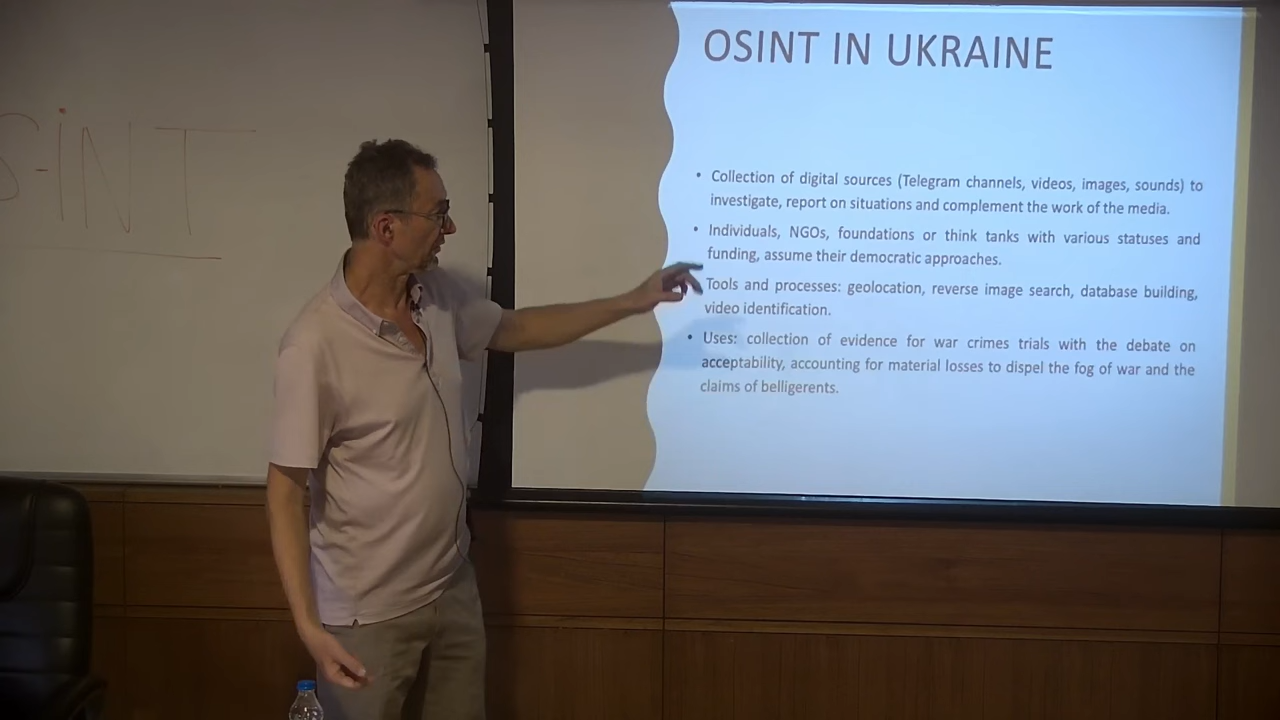 S-INT
OSINT IN UKRAINE
• Collection of digital sources (Telegram channels, videos, images, sounds) to
investigate, report on situations and complement the work of the media.
• Individuals, NGOs, foundations or think tanks with various statuses and
funding, assume their democratic approaches.
Tools and processes: geolocation, reverse image search, database building,
video identification.
• Uses: collection of evidence for war crimes trials with the debate on
acceptability, accounting for material losses to dispel the fog of war and the
claims of belligerents.